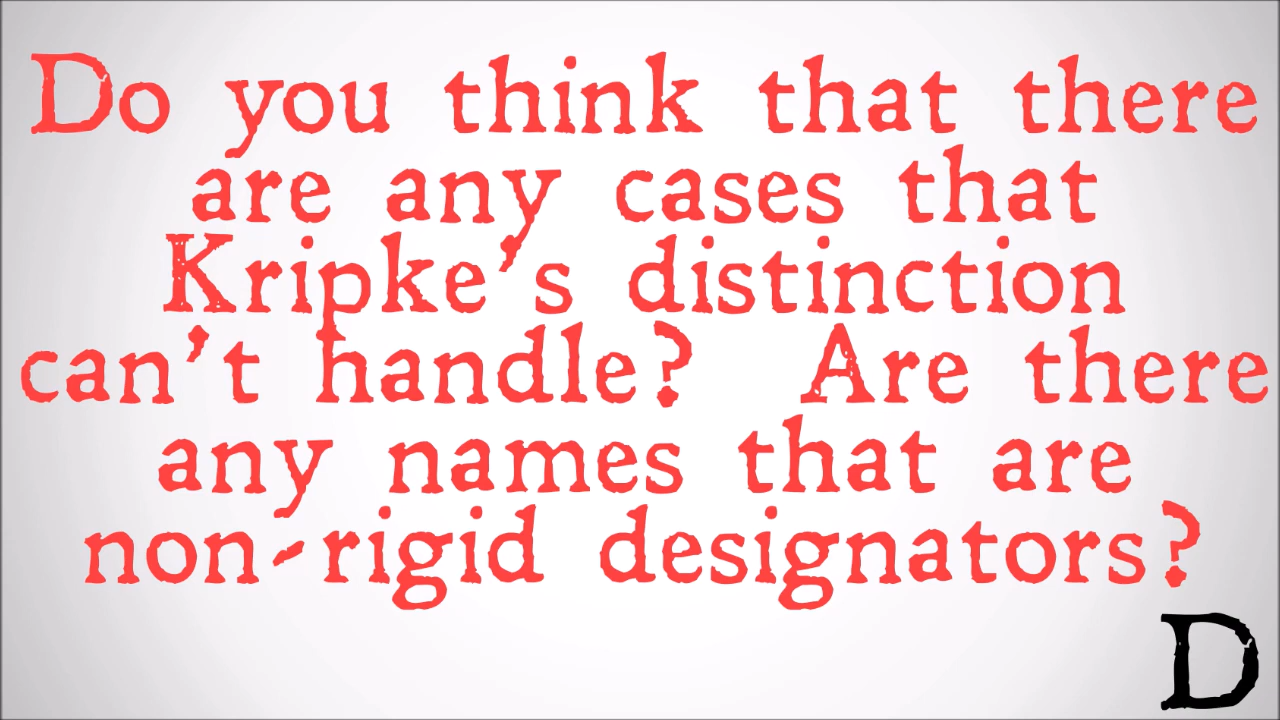 Do you think that there
are any cases that
Kripke's distinction
can't handle? Are there
any names that are
non-rigid designators?
D